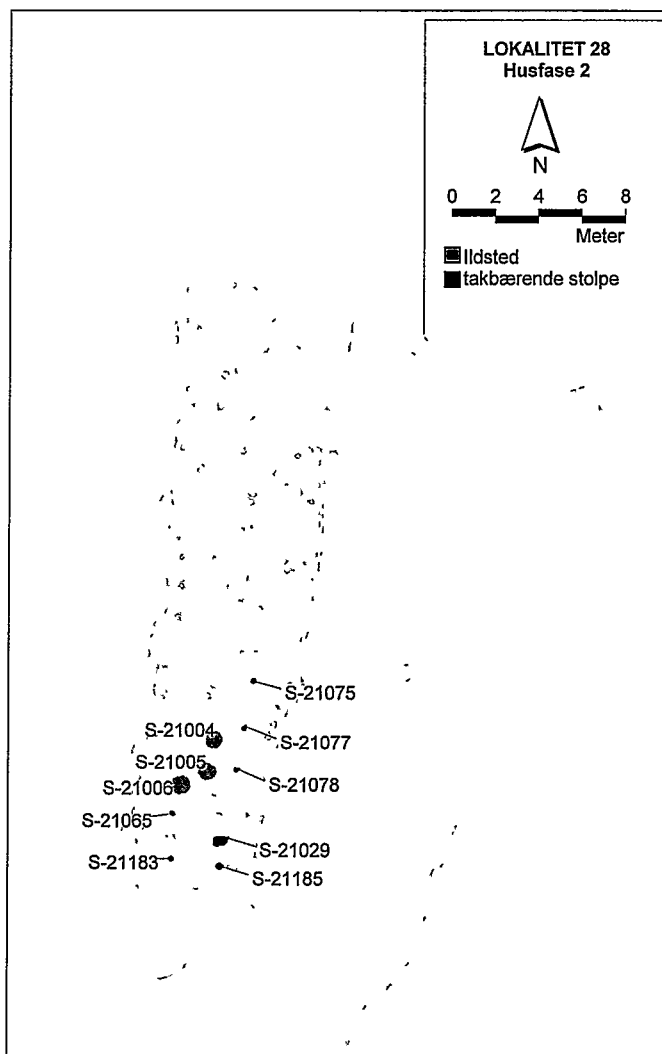 LOKALITET 28
Husfase 2
N
0 2 4 6 8
Meter
Ildsted
takbærende stolpe
S-21075
S-21004
S-21077
S-21005
S-21078
S-21006
S-21065
S-21029
S-21183
S-21185